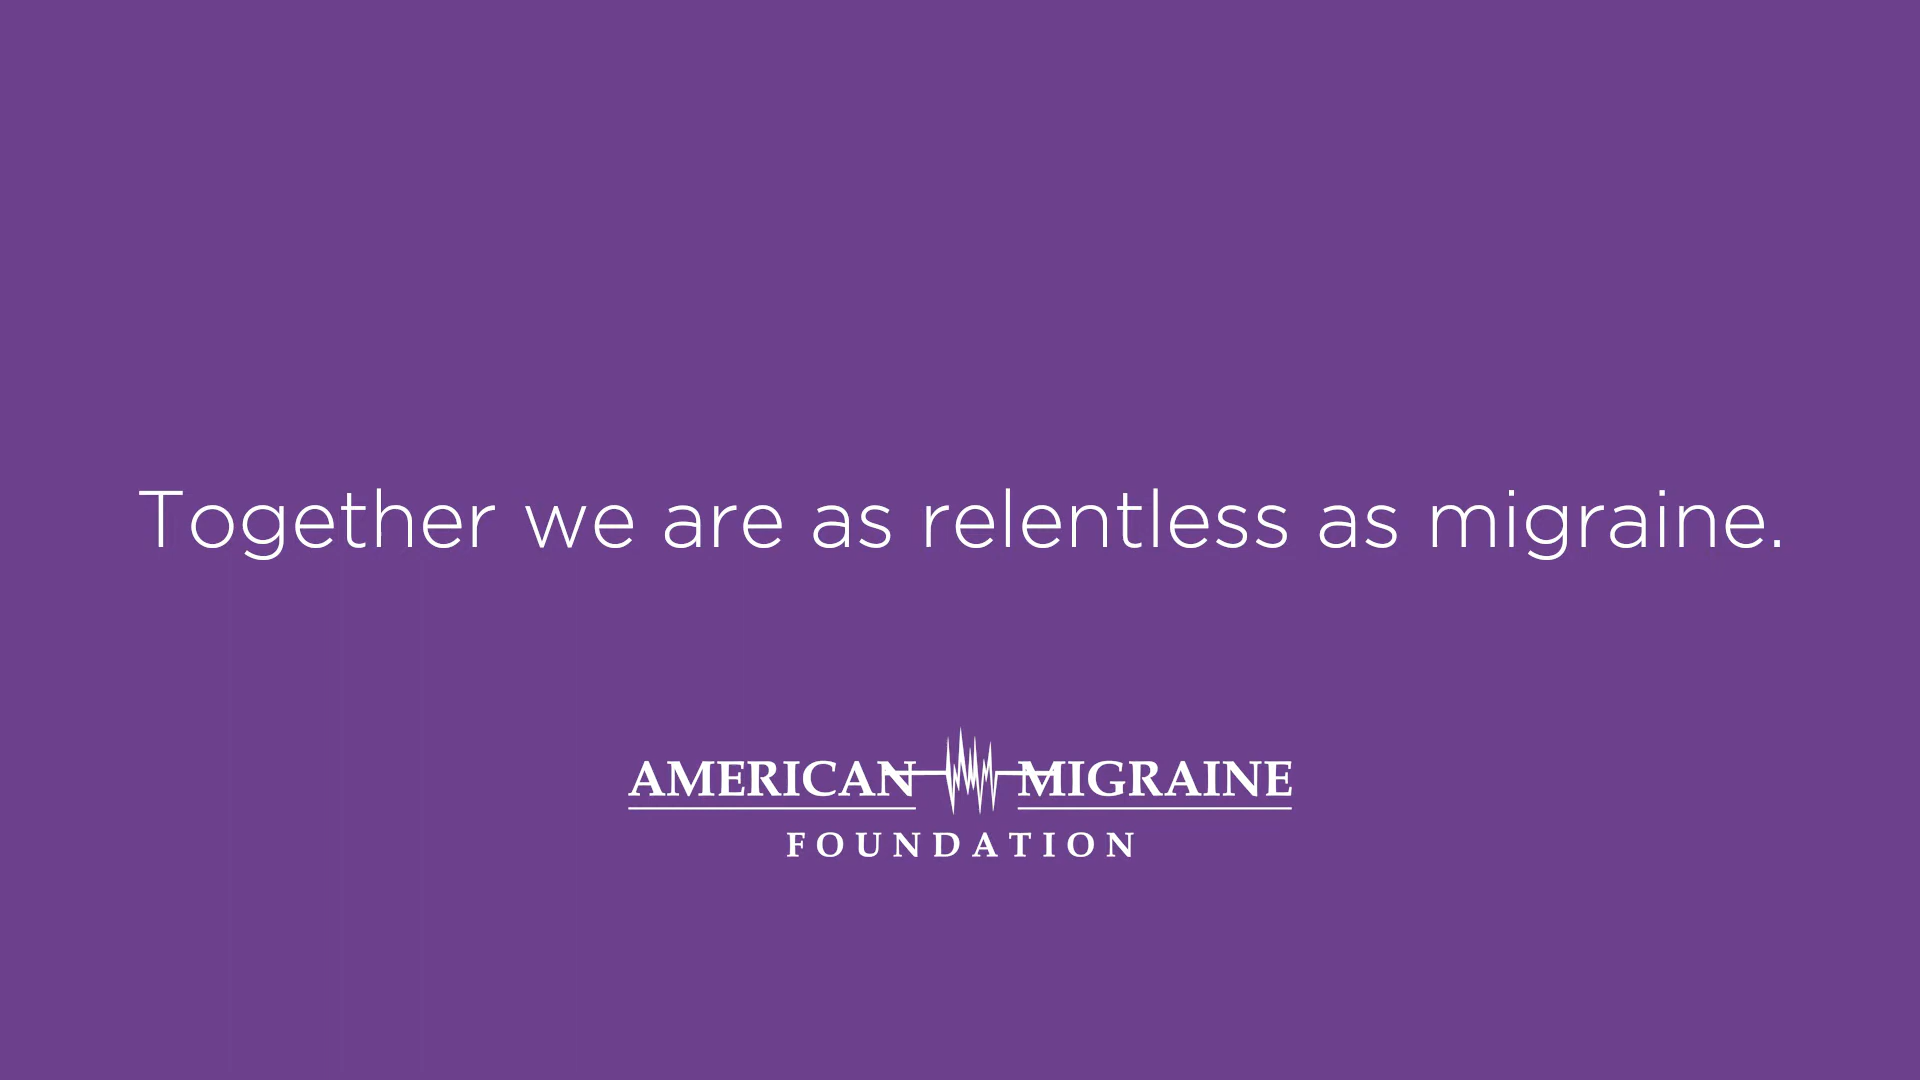 Together we are as relentless as migraine.
AMERICAN MIGRAINE
FOUNDATION